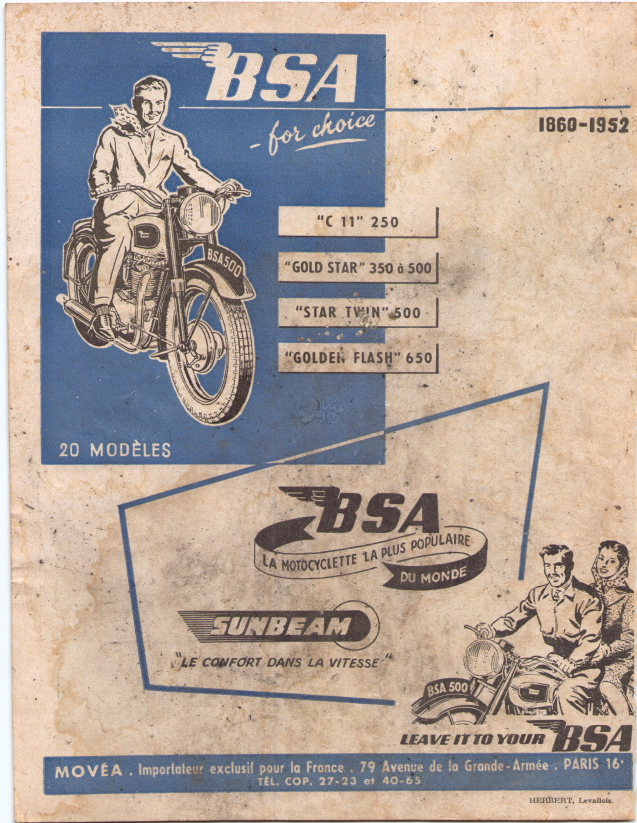 BSA
- for choice
1860-1952
"C 11" 250
"GOLD STAR" 350 à 500
BSA500
"STAR TWIN" 500
"GOLDEN FLASH" 650
20 MODÈLES
BSA
LA MOTOCYCLETTE LA PLUS POPULAIRE
DU MONDE
SUNBEAM
"LE CONFORT DANS LA VITESSE"
BSA 500
LEAVE IT TO YOUR BSA
MOVÉA . Importateur exclusif pour la France . 79 Avenue de la Grande-Armée . PARIS 16e
TÉL. COP. 27-23 et 40-65
HERBERT, Levallois.